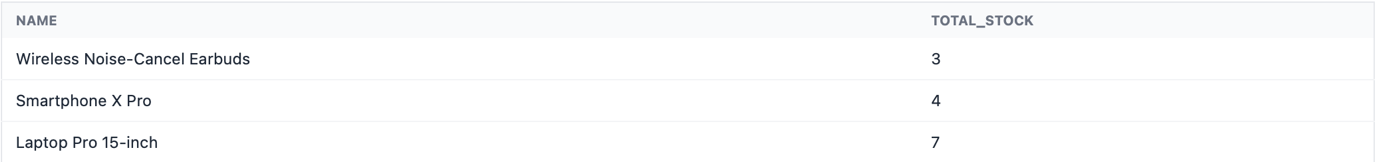 NAME TOTAL_STOCK
Wireless Noise-Cancel Earbuds 3
Smartphone X Pro 4
Laptop Pro 15-inch 7